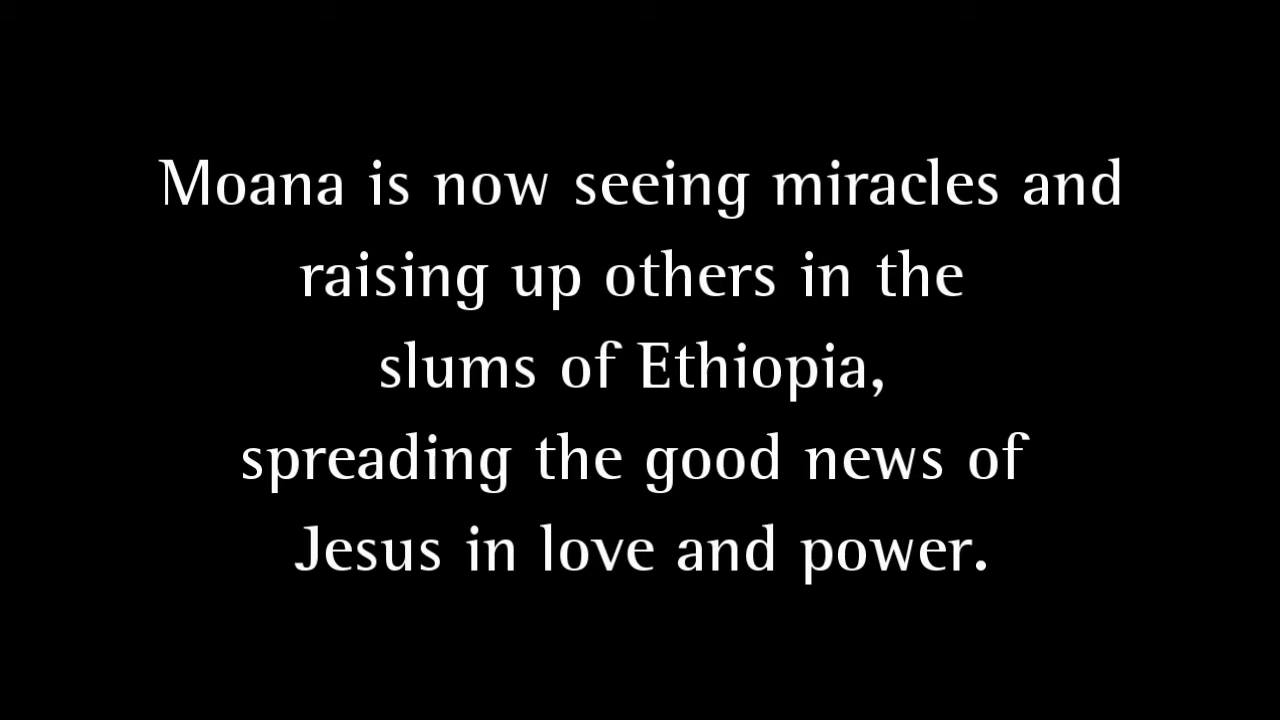 Moana is now seeing miracles and
raising up others in the
slums of Ethiopia,
spreading the good news of
Jesus in love and power.